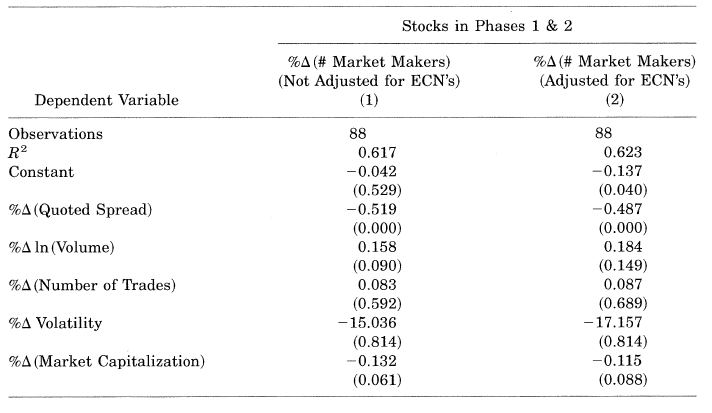 Stocks in Phases 1 & 2
%Δ(# Market Makers) %Δ(# Market Makers)
(Not Adjusted for ECN's) (Adjusted for ECN's)
Dependent Variable (1) (2)
Observations 88 88
R² 0.617 0.623
Constant −0.042 −0.137
(0.529) (0.040)
%Δ(Quoted Spread) −0.519 −0.487
(0.000) (0.000)
%Δ ln(Volume) 0.158 0.184
(0.090) (0.149)
%Δ(Number of Trades) 0.083 0.087
(0.592) (0.689)
%Δ Volatility −15.036 −17.157
(0.814) (0.814)
%Δ(Market Capitalization) −0.132 −0.115
(0.061) (0.088)